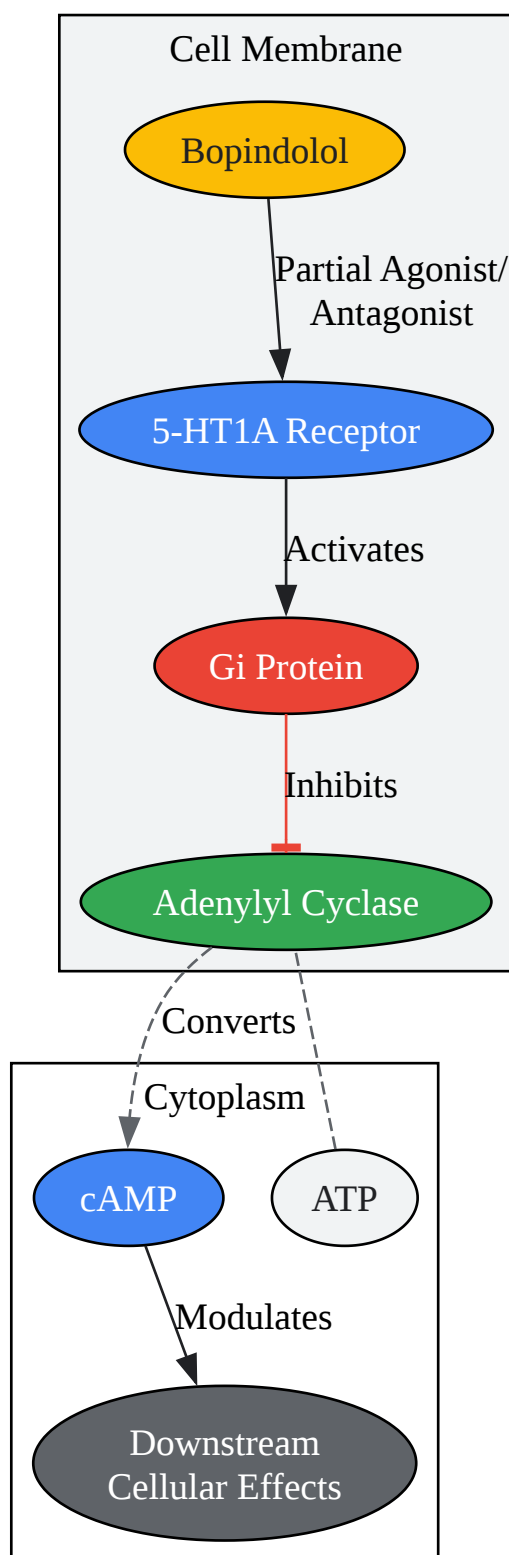 Cell Membrane
Bopindolol
Partial Agonist/
Antagonist
5-HT1A Receptor
Activates
Gi Protein
Inhibits
Adenylyl Cyclase
Converts
Cytoplasm
cAMP
ATP
Modulates
Downstream
Cellular Effects